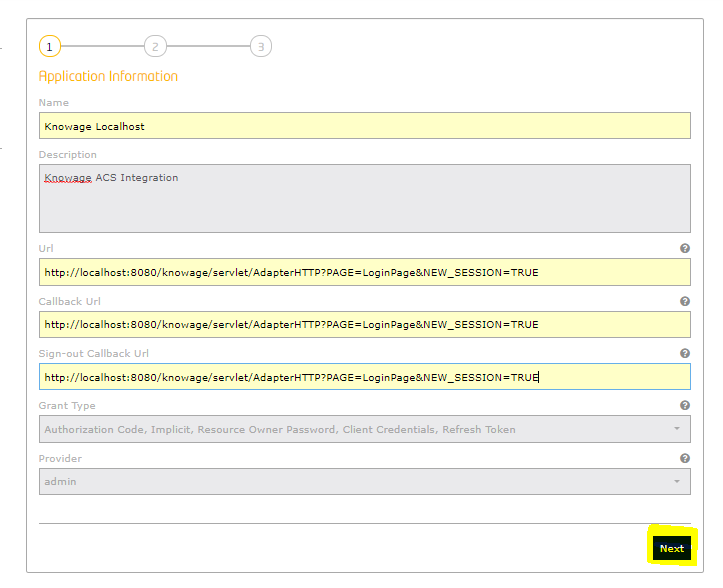 1 2 3
Application Information
Name
Knowage Localhost
Description
Knowage ACS Integration
Url ?
http://localhost:8080/knowage/servlet/AdapterHTTP?PAGE=LoginPage&NEW_SESSION=TRUE
Callback Url ?
http://localhost:8080/knowage/servlet/AdapterHTTP?PAGE=LoginPage&NEW_SESSION=TRUE
Sign-out Callback Url ?
http://localhost:8080/knowage/servlet/AdapterHTTP?PAGE=LoginPage&NEW_SESSION=TRUE
Grant Type ?
Authorization Code, Implicit, Resource Owner Password, Client Credentials, Refresh Token
Provider ?
admin
Next